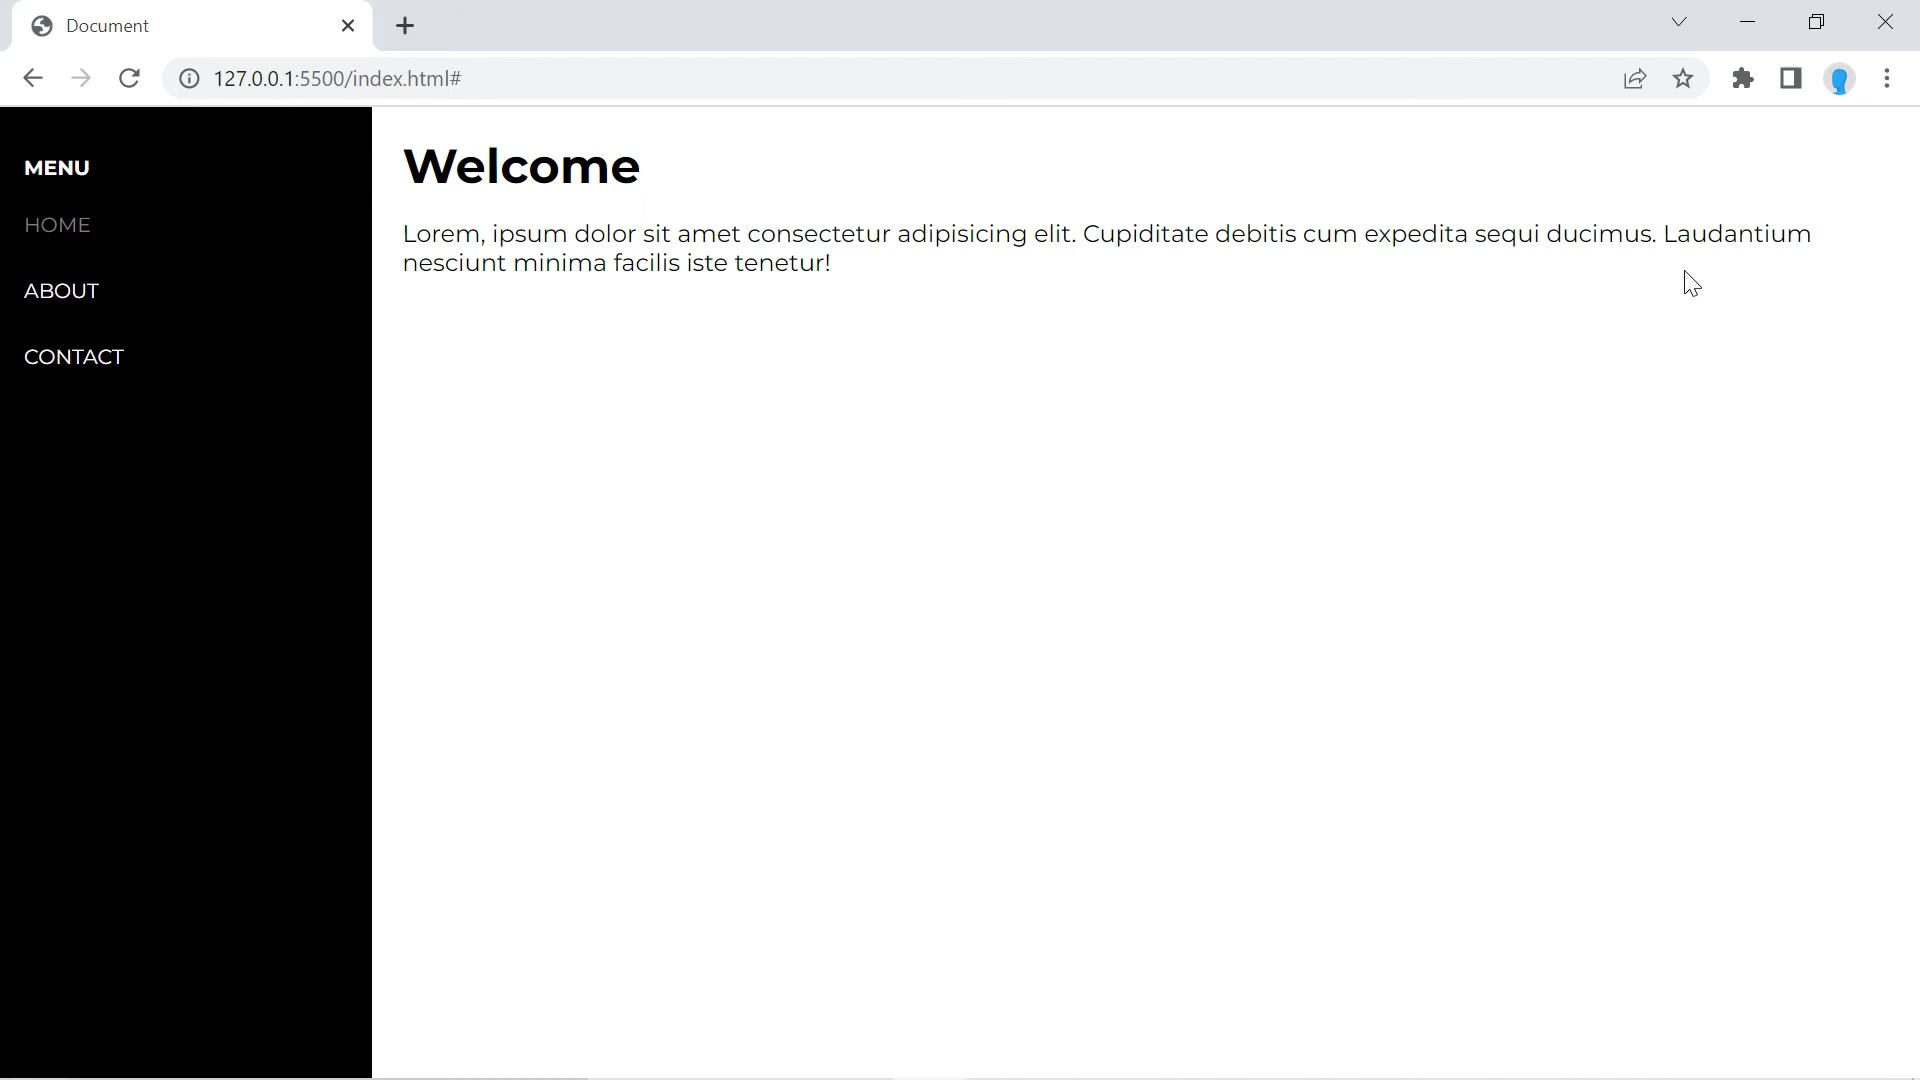 Document
127.0.0.1:5500/index.html#
MENU
HOME
ABOUT
CONTACT
Welcome
Lorem, ipsum dolor sit amet consectetur adipisicing elit. Cupiditate debitis cum expedita sequi ducimus. Laudantium
nesciunt minima facilis iste tenetur!